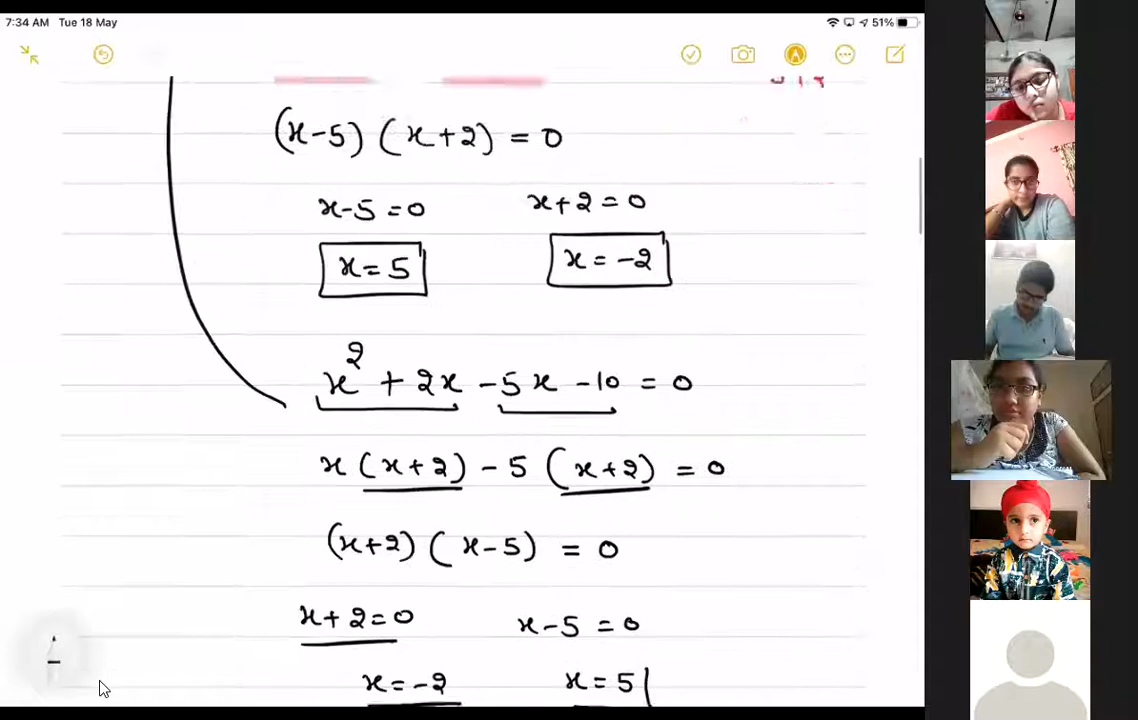 7:34 AM Tue 18 May 51%
(x-5) (x+2) = 0
x-5 = 0 x+2 = 0
x = 5 x = -2
x² + 2x - 5x - 10 = 0
x (x+2) - 5 (x+2) = 0
(x+2) (x-5) = 0
x+2 = 0 x-5 = 0
x = -2 x = 5